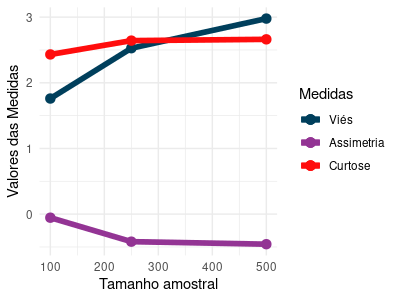 3
2
1
0
Valores das Medidas
100 200 300 400 500
Tamanho amostral
Medidas
Viés
Assimetria
Curtose